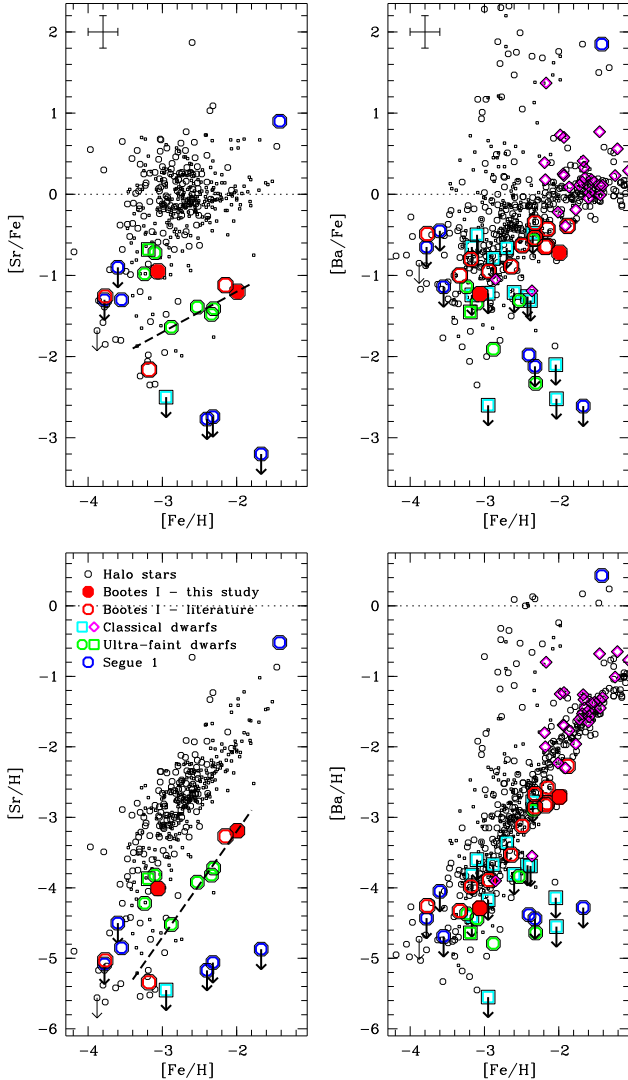 2
1
0
−1
−2
−3
[Sr/Fe]
−4
−3
−2
[Fe/H]
2
1
0
−1
−2
−3
[Ba/Fe]
−4
−3
−2
[Fe/H]
Halo stars
Bootes I − this study
Bootes I − literature
Classical dwarfs
Ultra−faint dwarfs
Segue 1
0
−1
−2
−3
−4
−5
−6
[Sr/H]
−4
−3
−2
[Fe/H]
0
−1
−2
−3
−4
−5
−6
[Ba/H]
−4
−3
−2
[Fe/H]